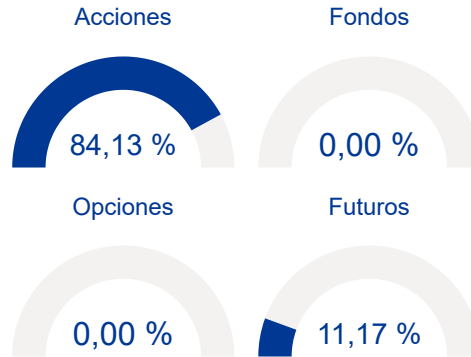 Acciones
Fondos
84,13 %
0,00 %
Opciones
Futuros
0,00 %
11,17 %